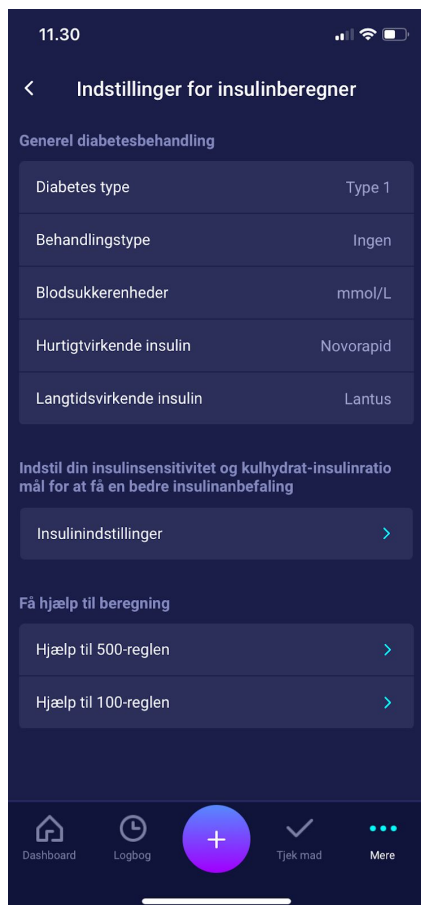 11.30
Indstillinger for insulinberegner
Generel diabetesbehandling
Diabetes type Type 1
Behandlingstype Ingen
Blodsukkerenheder mmol/L
Hurtigtvirkende insulin Novorapid
Langtidsvirkende insulin Lantus
Indstil din insulinsensitivitet og kulhydrat-insulinratio
mål for at få en bedre insulinanbefaling
Insulinindstillinger
Få hjælp til beregning
Hjælp til 500-reglen
Hjælp til 100-reglen
Dashboard Logbog Tjek mad Mere